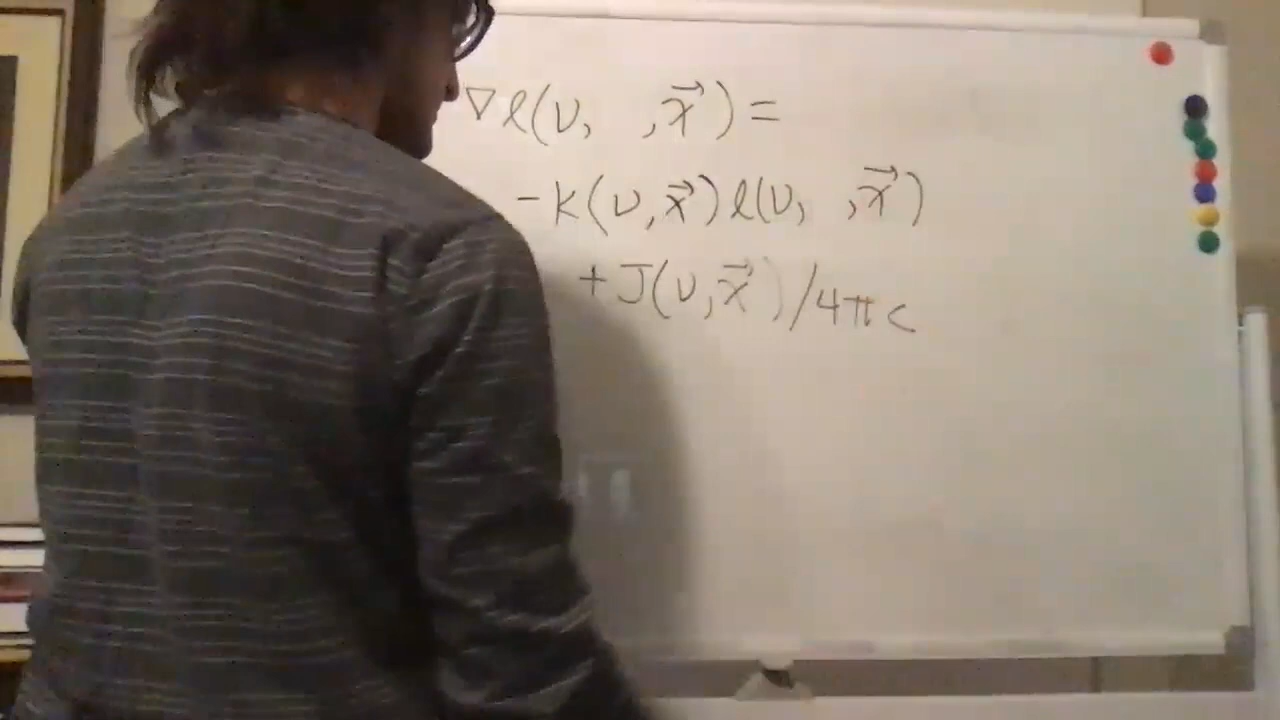 ∇ℓ(ν, ,x⃗)=
-k(ν,x⃗)ℓ(ν, ,x⃗)
+J(ν,x⃗ )/4πc